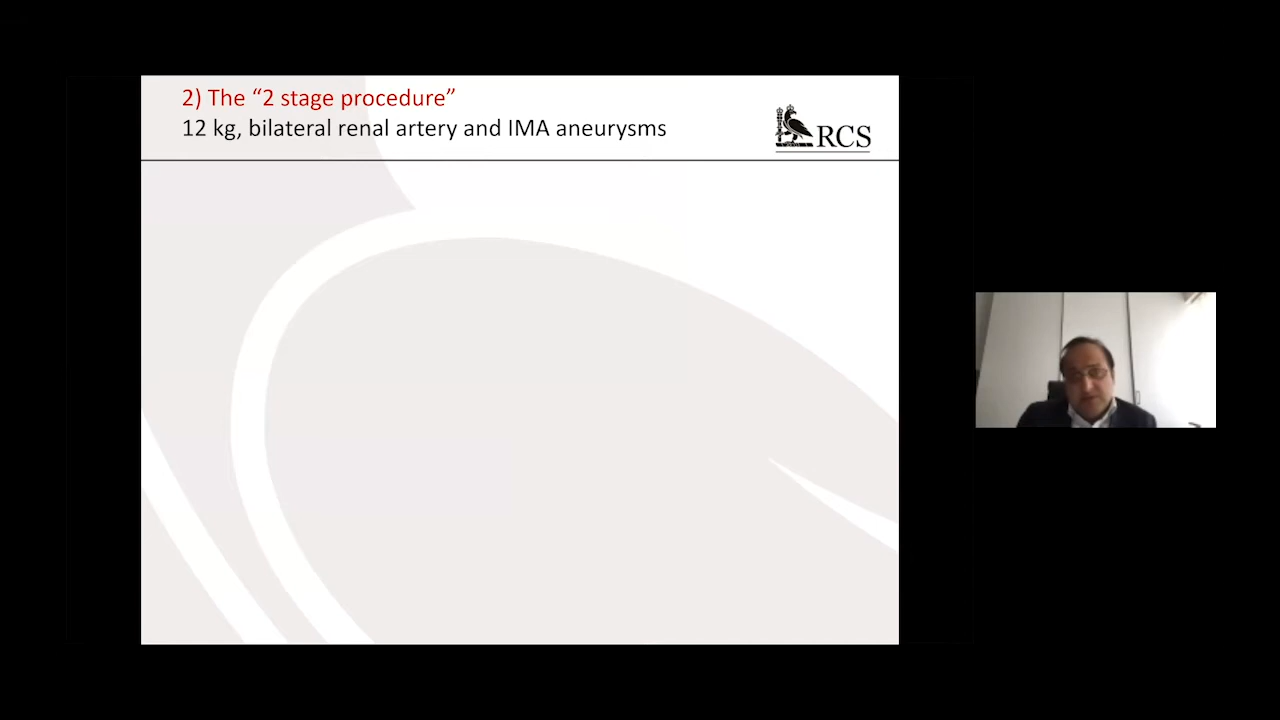 2) The “2 stage procedure”
12 kg, bilateral renal artery and IMA aneurysms
RCS